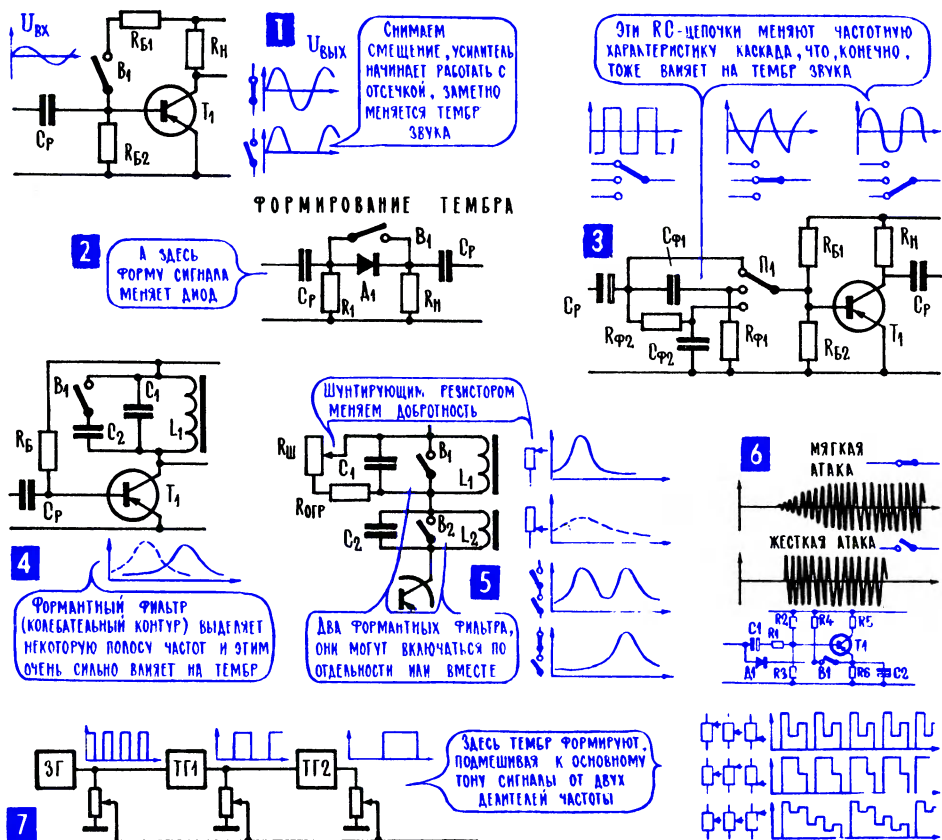 1
Uвх
Rб1
Rн
В1
Т1
Ср
Rб2
Uвых
Снимаем
смещение, усилитель
начинает работать с
отсечкой, заметно
меняется тембр
звука
Эти RC-цепочки меняют частотную
характеристику каскада, что, конечно,
тоже влияет на тембр звука
ФОРМИРОВАНИЕ ТЕМБРА
2
А здесь
форму сигнала
меняет диод
В1
Ср
Ср
R1
Д1
Rн
3
Сф1
П1
Rб1
Rн
Ср
Ср
Rф2
Сф2
Rф1
Rб2
Т1
В1
С1
Rб
С2
L1
Ср
Т1
4
Формантный фильтр
(колебательный контур) выделяет
некоторую полосу частот и этим
очень сильно влияет на тембр
Шунтирующим резистором
меняем добротность
Rш
С1
В1
L1
Rогр
С2
В2
L2
5
Два формантных фильтра,
они могут включаться по
отдельности или вместе
6
МЯГКАЯ
АТАКА
ЖЕСТКАЯ АТАКА
С1
R1
R2
R4
R5
Т1
Д1
R3
В1
R6
С2
7
ЗГ
ТГ1
ТГ2
Здесь тембр формируют,
подмешивая к основному
тону сигналы от двух
делителей частоты